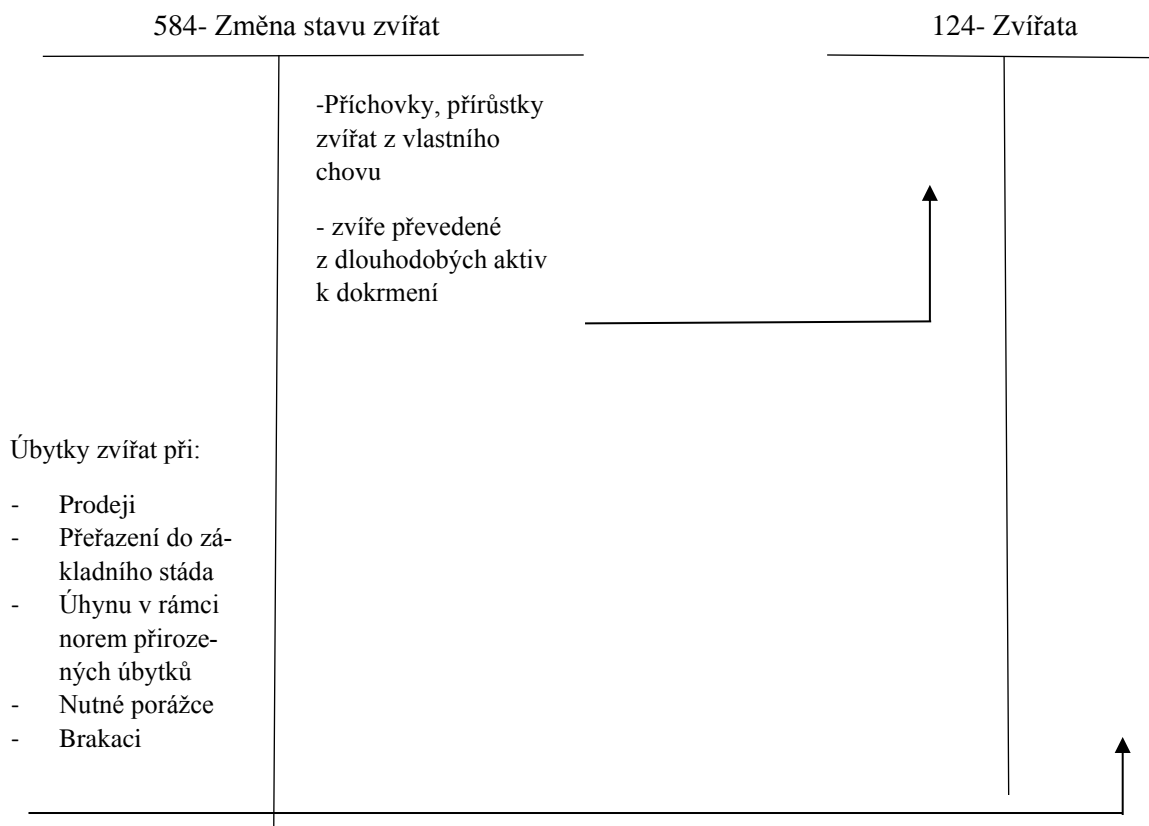 584- Změna stavu zvířat
124- Zvířata
-Příchovky, přírůstky
zvířat z vlastního
chovu
- zvíře převedené
z dlouhodobých aktiv
k dokrmení
Úbytky zvířat při:
- Prodeji
- Přeřazení do zá-
kladního stáda
- Úhynu v rámci
norem přiroze-
ných úbytků
- Nutné porážce
- Brakaci